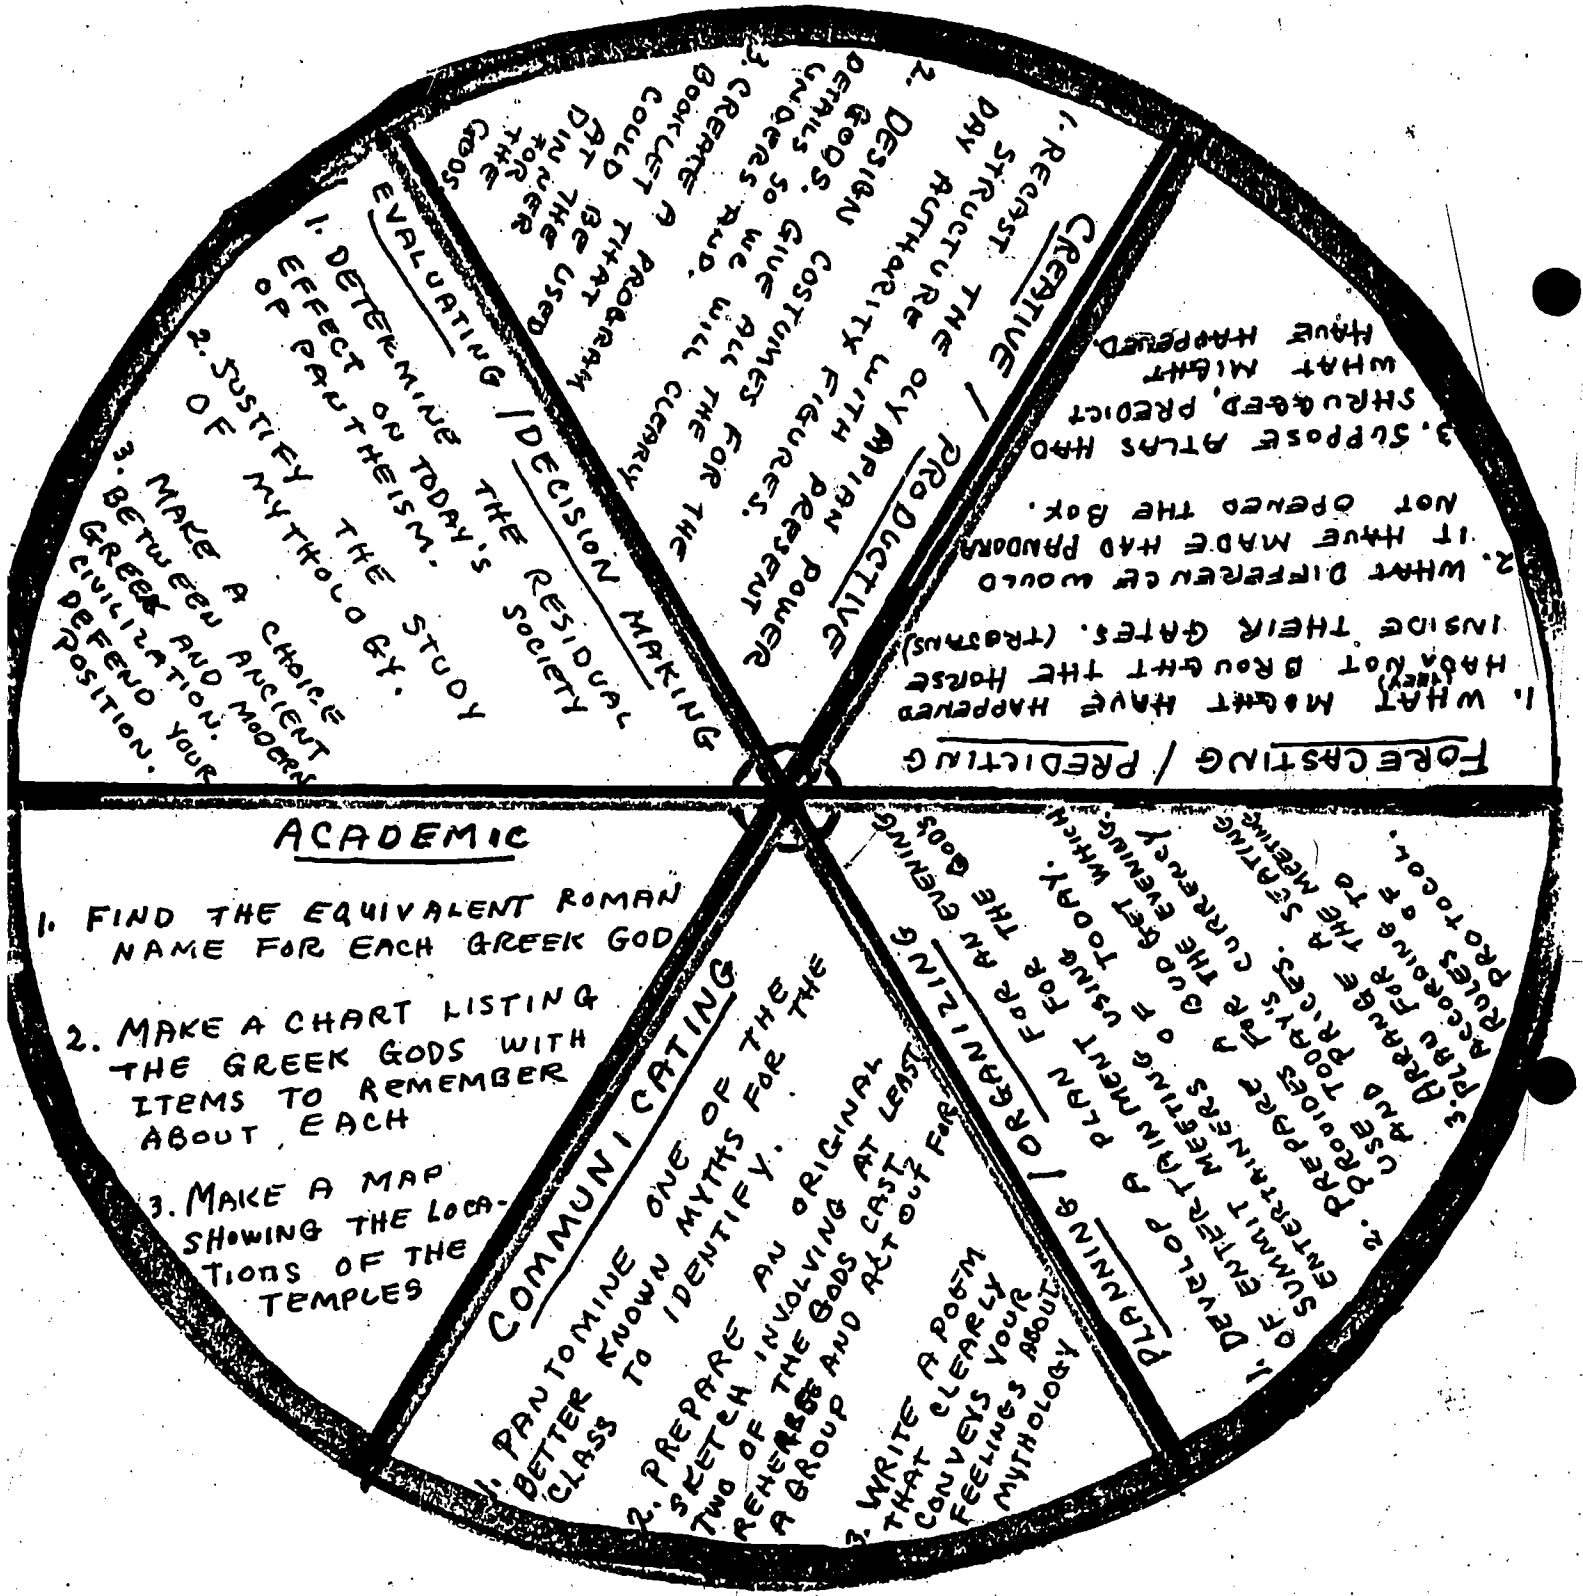 ACADEMIC
1. FIND THE EQUIVALENT ROMAN
NAME FOR EACH GREEK GOD
2. MAKE A CHART LISTING
THE GREEK GODS WITH
ITEMS TO REMEMBER
ABOUT EACH
3. MAKE A MAP
SHOWING THE LOCA-
TIONS OF THE
TEMPLES
EVALUATING / DECISION MAKING
1. DETERMINE THE RESIDUAL
EFFECT ON TODAY'S SOCIETY
OF PANTHEISM.
2. JUSTIFY THE STUDY
OF MYTHOLOGY.
3. MAKE A CHOICE
BETWEEN ANCIENT
GREEK AND MODERN
CIVILIZATION.
DEFEND YOUR
POSITION.
CREATIVE / PRODUCTIVE
1. RECAST THE OLYMPIAN POWER
STRUCTURE WITH PRESENT
DAY AUTHORITY FIGURES.
2. DESIGN COSTUMES FOR THE
GODS. GIVE ALL THE
DETAILS SO WE WILL CLEARLY
UNDERSTAND.
3. CREATE A PROGRAM
BOOKLET THAT
COULD BE USED
AT THE
DINNER
FOR
THE
GODS
FORECASTING / PREDICTING
1. WHAT MIGHT HAVE HAPPENED
HAD (THEY) NOT BROUGHT THE HORSE
INSIDE THEIR GATES. (TROJANS)
2. WHAT DIFFERENCE WOULD
IT HAVE MADE HAD PANDORA
NOT OPENED THE BOX.
3. SUPPOSE ATLAS HAD
SHRUGGED, PREDICT
WHAT MIGHT
HAVE HAPPENED.
PLANNING / ORGANIZING
1. DEVELOP A PLAN FOR AN EVENING
OF ENTERTAINMENT FOR THE GODS
SUMMIT MEETING OF USING TODAY.
ENTERTAINERS
2. PREPARE A BUDGET WHICH
PROVIDES FOR THE EVENING.
USE TODAY'S CURRENCY
AND PRICES.
3. ARRANGE A SEATING
PLAN FOR THE MEETING
ACCORDING TO
RULES OF
PROTOCOL.
COMMUNICATING
1. PANTOMINE ONE OF THE
BETTER KNOWN MYTHS FOR THE
CLASS TO IDENTIFY.
2. PREPARE AN ORIGINAL
SKETCH INVOLVING AT LEAST
TWO OF THE GODS CAST,
REHEARSE AND ACT OUT FOR
A GROUP
3. WRITE A POEM
THAT CLEARLY
CONVEYS YOUR
FEELINGS ABOUT
MYTHOLOGY